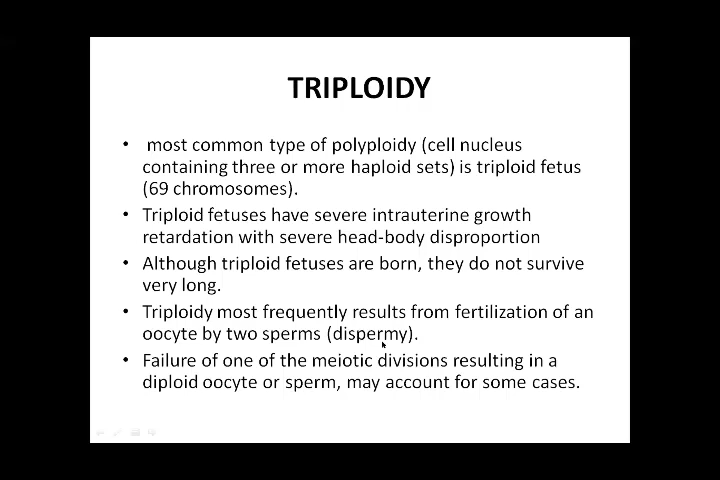 TRIPLOIDY
• most common type of polyploidy (cell nucleus
containing three or more haploid sets) is triploid fetus
(69 chromosomes).
• Triploid fetuses have severe intrauterine growth
retardation with severe head-body disproportion
• Although triploid fetuses are born, they do not survive
very long.
• Triploidy most frequently results from fertilization of an
oocyte by two sperms (dispermy).
• Failure of one of the meiotic divisions resulting in a
diploid oocyte or sperm, may account for some cases.